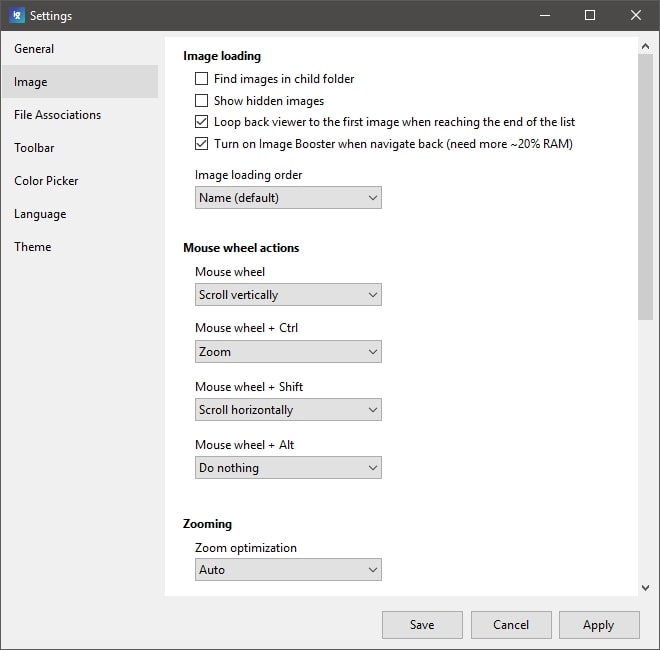 Settings
General
Image
File Associations
Toolbar
Color Picker
Language
Theme
Image loading
Find images in child folder
Show hidden images
Loop back viewer to the first image when reaching the end of the list
Turn on Image Booster when navigate back (need more ~20% RAM)
Image loading order
Name (default)
Mouse wheel actions
Mouse wheel
Scroll vertically
Mouse wheel + Ctrl
Zoom
Mouse wheel + Shift
Scroll horizontally
Mouse wheel + Alt
Do nothing
Zooming
Zoom optimization
Auto
Save Cancel Apply